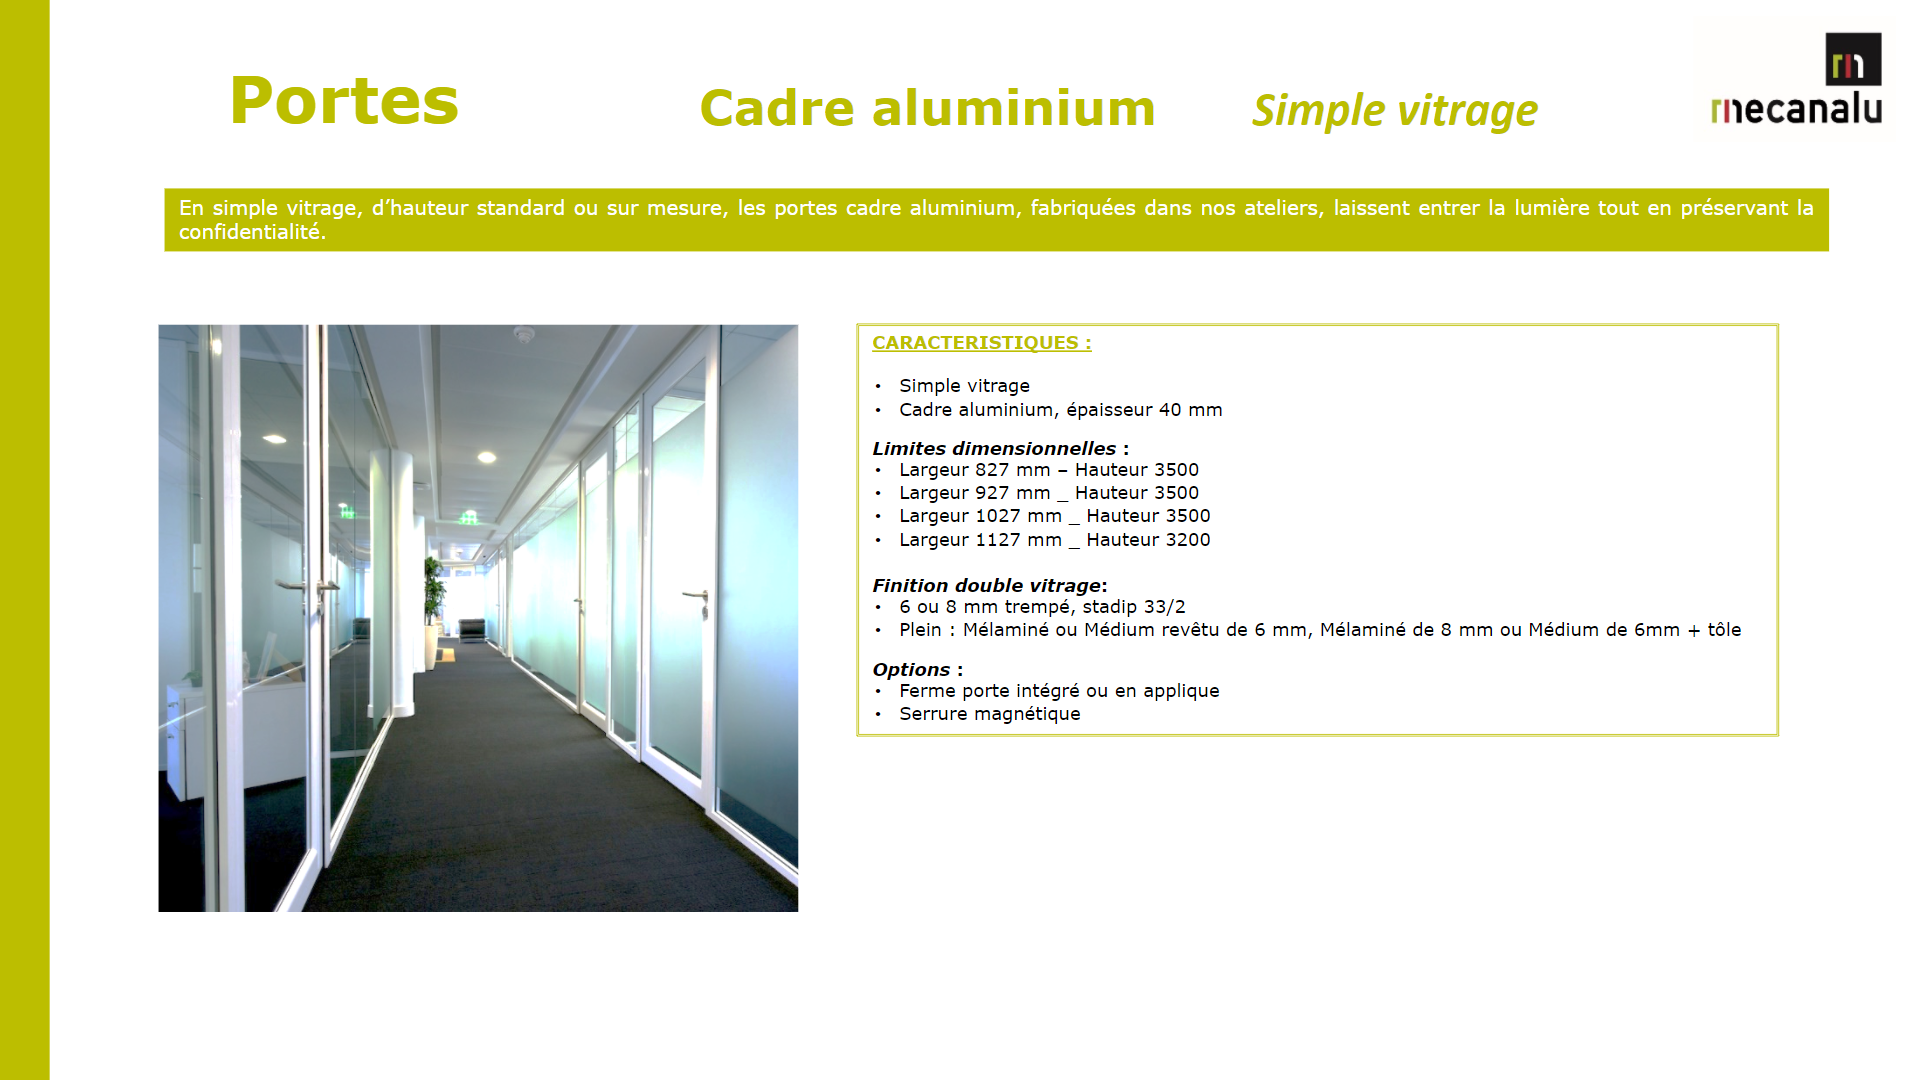 Portes
Cadre aluminium
Simple vitrage
mecanalu
En simple vitrage, d’hauteur standard ou sur mesure, les portes cadre aluminium, fabriquées dans nos ateliers, laissent entrer la lumière tout en préservant la
confidentialité.
CARACTERISTIQUES :
• Simple vitrage
• Cadre aluminium, épaisseur 40 mm
Limites dimensionnelles :
• Largeur 827 mm – Hauteur 3500
• Largeur 927 mm _ Hauteur 3500
• Largeur 1027 mm _ Hauteur 3500
• Largeur 1127 mm _ Hauteur 3200
Finition double vitrage:
• 6 ou 8 mm trempé, stadip 33/2
• Plein : Mélaminé ou Médium revêtu de 6 mm, Mélaminé de 8 mm ou Médium de 6mm + tôle
Options :
• Ferme porte intégré ou en applique
• Serrure magnétique